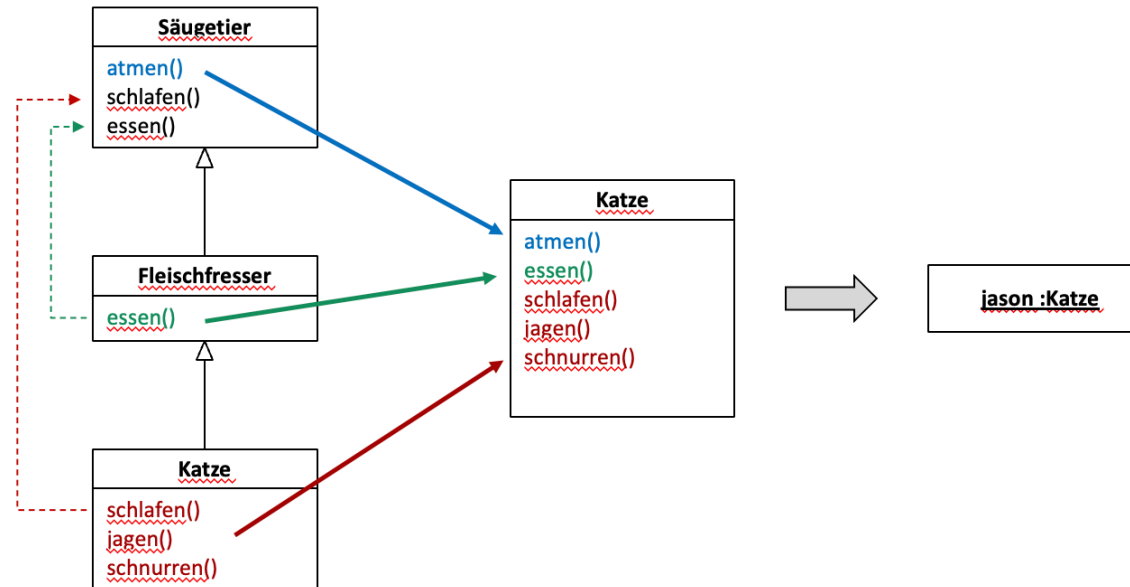 Säugetier
atmen()
schlafen()
essen()
Fleischfresser
essen()
Katze
schlafen()
jagen()
schnurren()
Katze
atmen()
essen()
schlafen()
jagen()
schnurren()
jason :Katze